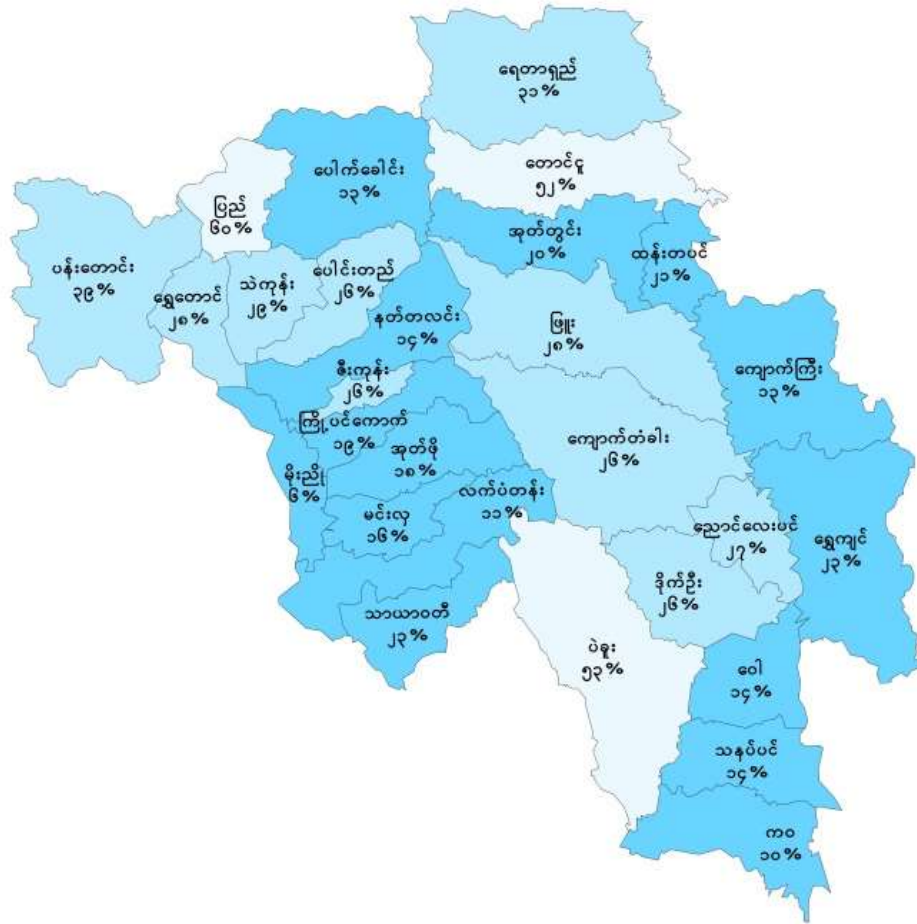 ရေတာရှည်
၃၁%
တောင်ငူ
၅၂%
ပေါက်ခေါင်း
၁၃%
ပြည်
၆၀%
အုတ်တွင်း
၂၀%
ထန်းတပင်
၂၁%
ပန်းတောင်း
၃၉%
ရွှေတောင်
၂၈%
သဲကုန်း
၂၉%
ပေါင်းတည်
၂၆%
နတ်တလင်း
၁၄%
ဖြူး
၂၈%
ကျောက်ကြီး
၁၃%
ဇီးကုန်း
၂၆%
ကြို့ပင်ကောက်
၁၉%
အုတ်ဖို
၁၈%
ကျောက်တံခါး
၂၆%
မိုးညို
၆%
လက်ပံတန်း
၁၁%
မင်းလှ
၁၆%
ညောင်လေးပင်
၂၇%
ရွှေကျင်
၂၃%
ဒိုက်ဦး
၂၆%
သာယာဝတီ
၂၃%
ပဲခူး
၅၃%
ဝေါ
၁၄%
သနပ်ပင်
၁၄%
ကဝ
၁၀%